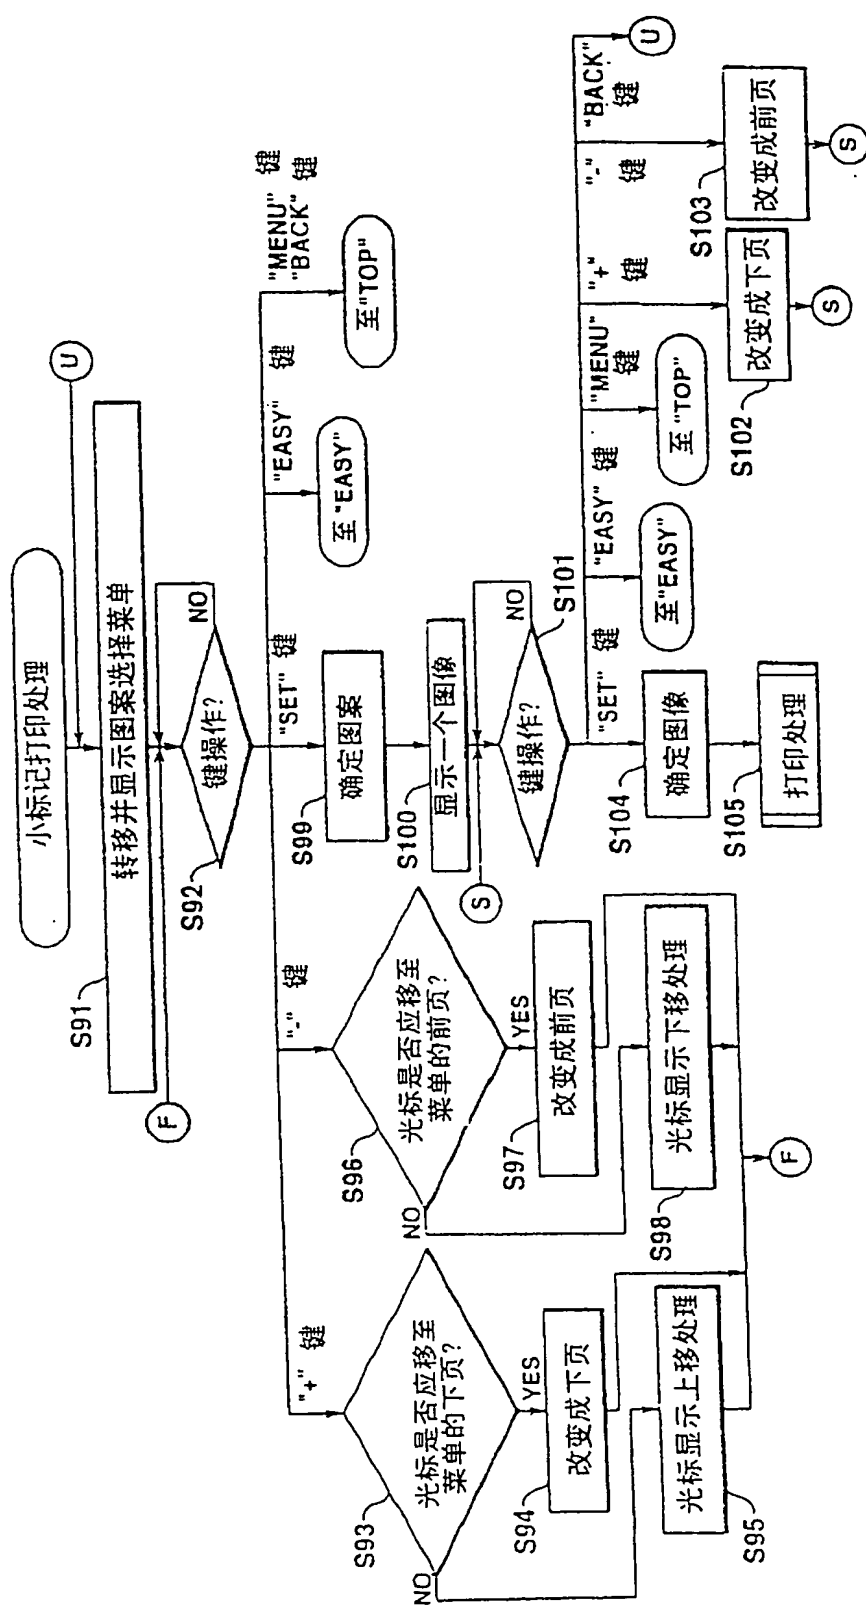 小标记打印处理
U
S91
转移并显示图案选择菜单
F
NO
S92
键操作?
"+" 键
"-" 键
"SET" 键
"EASY" 键
"MENU" 键
"BACK" 键
S93
光标是否应移至
菜单的下页?
NO
YES
S94
改变成下页
S95
光标显示上移处理
S96
光标是否应移至
菜单的前页?
NO
YES
S97
改变成前页
S98
光标显示下移处理
F
S99
确定图案
至"EASY"
至"TOP"
S100
显示一个图像
S
NO
键操作?
S101
"SET" 键
"EASY" 键
"MENU"
键
"+"
键
"-"
键
"BACK"
键
S104
确定图像
S105
打印处理
至"EASY"
至"TOP"
S102
改变成下页
S
S103
改变成前页
S
U